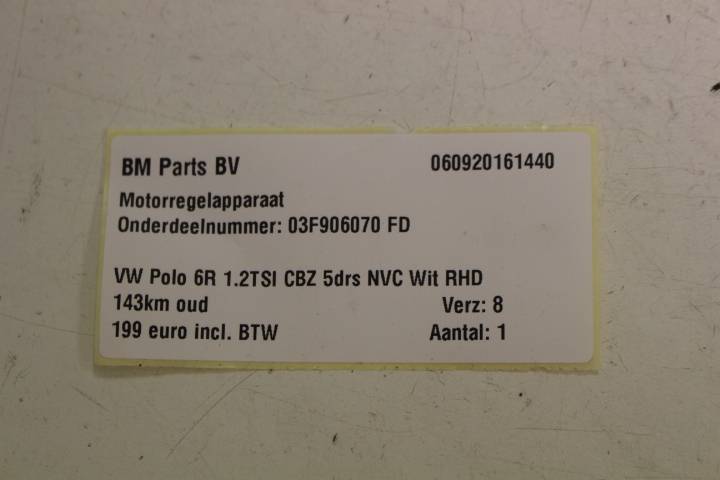 BM Parts BV 060920161440
Motorregelapparaat
Onderdeelnummer: 03F906070 FD
VW Polo 6R 1.2TSI CBZ 5drs NVC Wit RHD
143km oud Verz: 8
199 euro incl. BTW Aantal: 1